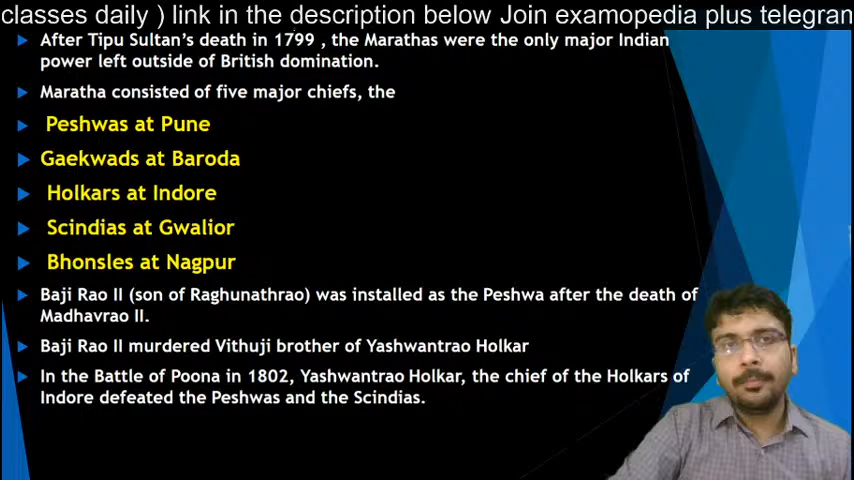 classes daily ) link in the description below Join examopedia plus telegran
After Tipu Sultan's death in 1799 , the Marathas were the only major Indian
power left outside of British domination.
Maratha consisted of five major chiefs, the
Peshwas at Pune
Gaekwads at Baroda
Holkars at Indore
Scindias at Gwalior
Bhonsles at Nagpur
Baji Rao II (son of Raghunathrao) was installed as the Peshwa after the death of
Madhavrao II.
Baji Rao II murdered Vithuji brother of Yashwantrao Holkar
In the Battle of Poona in 1802, Yashwantrao Holkar, the chief of the Holkars of
Indore defeated the Peshwas and the Scindias.